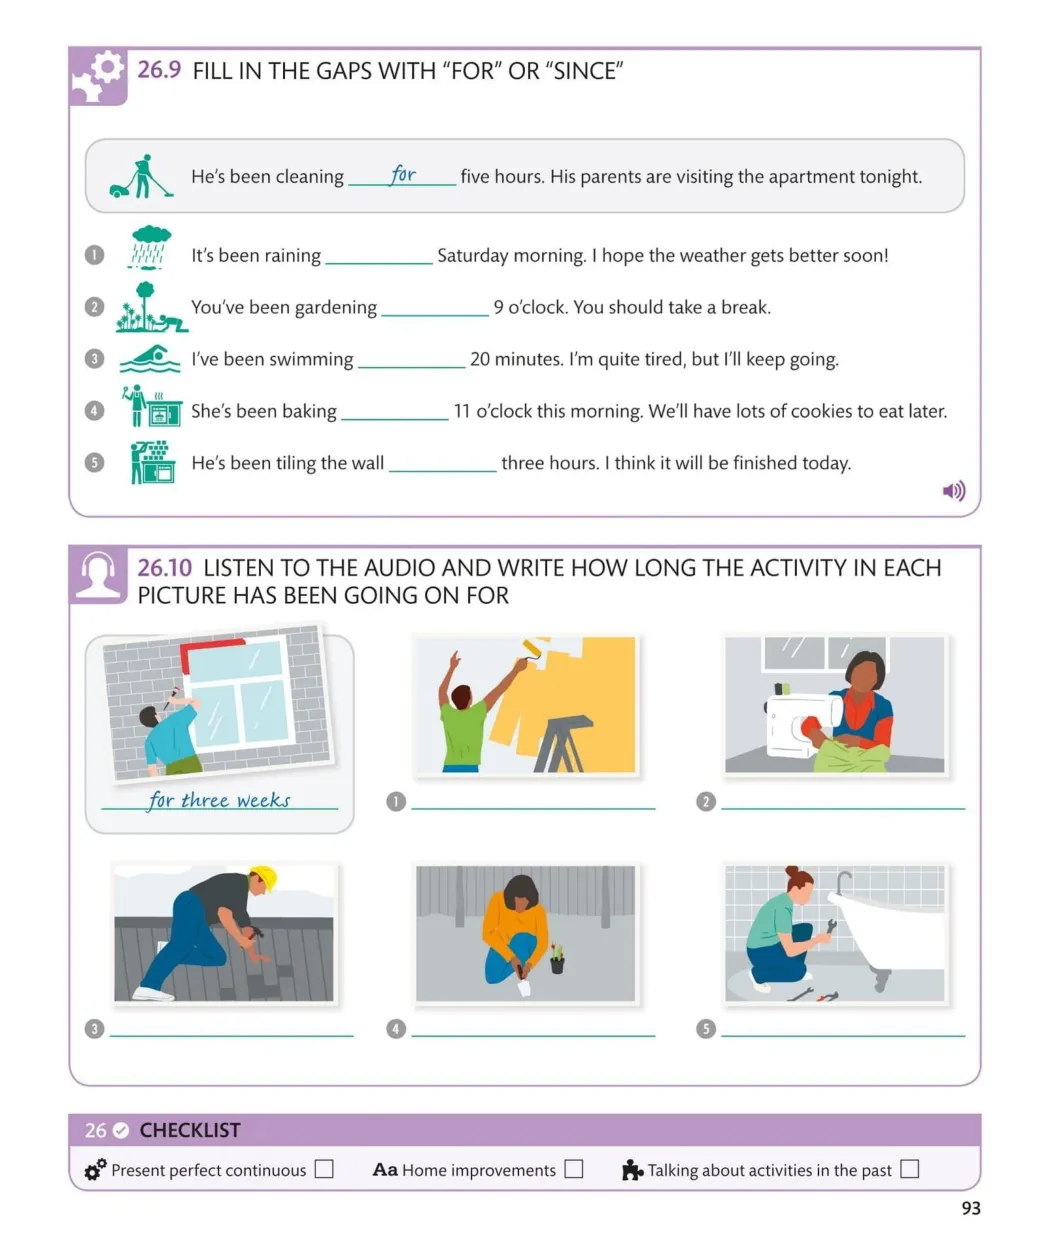 26.9 FILL IN THE GAPS WITH “FOR” OR “SINCE”
He’s been cleaning for five hours. His parents are visiting the apartment tonight.
1 It’s been raining ____________ Saturday morning. I hope the weather gets better soon!
2 You’ve been gardening ____________ 9 o’clock. You should take a break.
3 I’ve been swimming ____________ 20 minutes. I’m quite tired, but I’ll keep going.
4 She’s been baking ____________ 11 o’clock this morning. We’ll have lots of cookies to eat later.
5 He’s been tiling the wall ____________ three hours. I think it will be finished today.
26.10 LISTEN TO THE AUDIO AND WRITE HOW LONG THE ACTIVITY IN EACH
PICTURE HAS BEEN GOING ON FOR
for three weeks
1
2
3
4
5
26 CHECKLIST
Present perfect continuous
Aa Home improvements
Talking about activities in the past
93